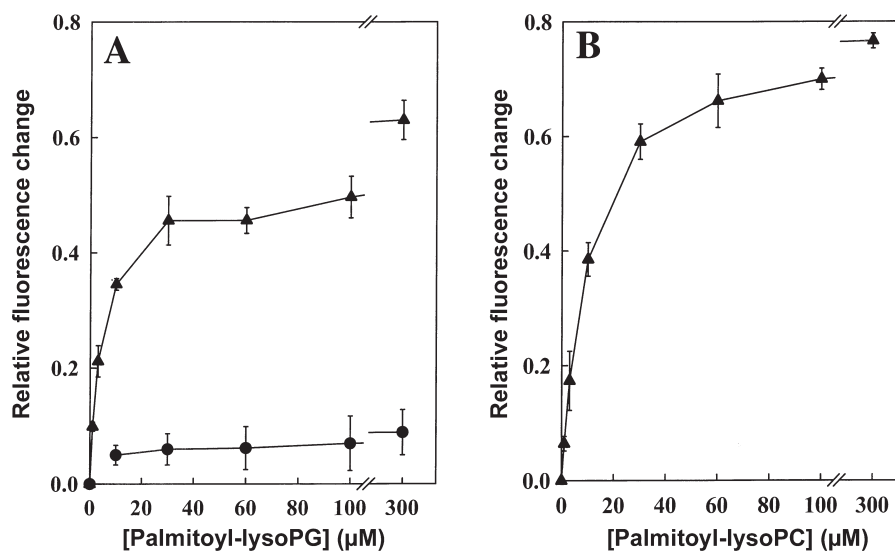 A
Relative fluorescence change
0.8
0.6
0.4
0.2
0.0
0 20 40 60 80 100 300
[Palmitoyl-lysoPG] (μM)
B
Relative fluorescence change
0.8
0.6
0.4
0.2
0.0
0 20 40 60 80 100 300
[Palmitoyl-lysoPC] (μM)